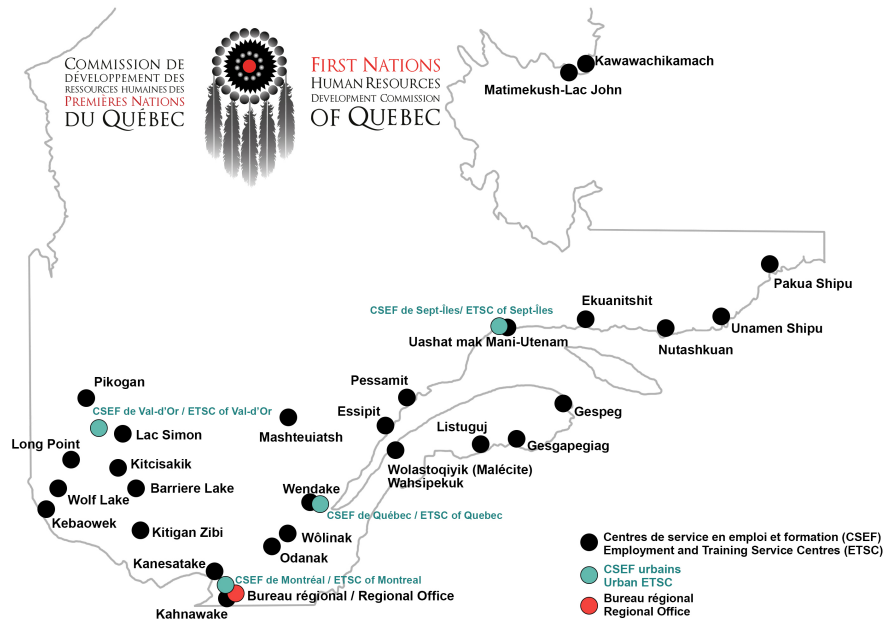 COMMISSION DE
DÉVELOPPEMENT DES
RESSOURCES HUMAINES DES
PREMIÈRES NATIONS
DU QUÉBEC
FIRST NATIONS
HUMAN RESOURCES
DEVELOPMENT COMMISSION
OF QUEBEC
Kawawachikamach
Matimekush-Lac John
Pakua Shipu
Ekuanitshit
CSEF de Sept-Îles/ ETSC of Sept-Îles
Unamen Shipu
Uashat mak Mani-Utenam
Nutashkuan
Pikogan
Pessamit
CSEF de Val-d'Or / ETSC of Val-d'Or
Essipit
Gespeg
Listuguj
Lac Simon
Mashteuiatsh
Long Point
Gesgapegiag
Kitcisakik
Wolastoqiyik (Malécite)
Wahsipekuk
Barriere Lake
Wendake
Wolf Lake
CSEF de Québec / ETSC of Quebec
Kebaowek
Kitigan Zibi
Wôlinak
Odanak
Kanesatake
CSEF de Montréal / ETSC of Montreal
Bureau régional / Regional Office
Kahnawake
Centres de service en emploi et formation (CSEF)
Employment and Training Service Centres (ETSC)
CSEF urbains
Urban ETSC
Bureau régional
Regional Office